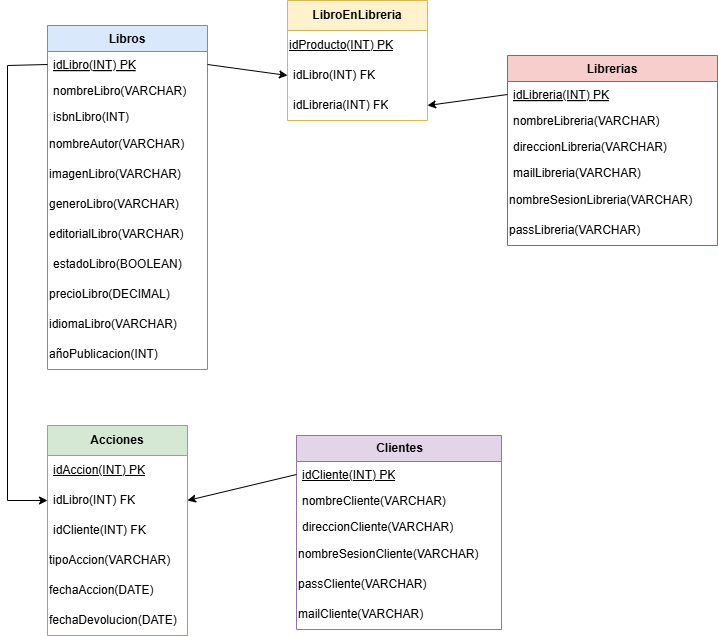 Libros
idLibro(INT) PK
nombreLibro(VARCHAR)
isbnLibro(INT)
nombreAutor(VARCHAR)
imagenLibro(VARCHAR)
generoLibro(VARCHAR)
editorialLibro(VARCHAR)
estadoLibro(BOOLEAN)
precioLibro(DECIMAL)
idiomaLibro(VARCHAR)
añoPublicacion(INT)
LibroEnLibreria
idProducto(INT) PK
idLibro(INT) FK
idLibreria(INT) FK
Librerias
idLibreria(INT) PK
nombreLibreria(VARCHAR)
direccionLibreria(VARCHAR)
mailLibreria(VARCHAR)
nombreSesionLibreria(VARCHAR)
passLibreria(VARCHAR)
Acciones
idAccion(INT) PK
idLibro(INT) FK
idCliente(INT) FK
tipoAccion(VARCHAR)
fechaAccion(DATE)
fechaDevolucion(DATE)
Clientes
idCliente(INT) PK
nombreCliente(VARCHAR)
direccionCliente(VARCHAR)
nombreSesionCliente(VARCHAR)
passCliente(VARCHAR)
mailCliente(VARCHAR)